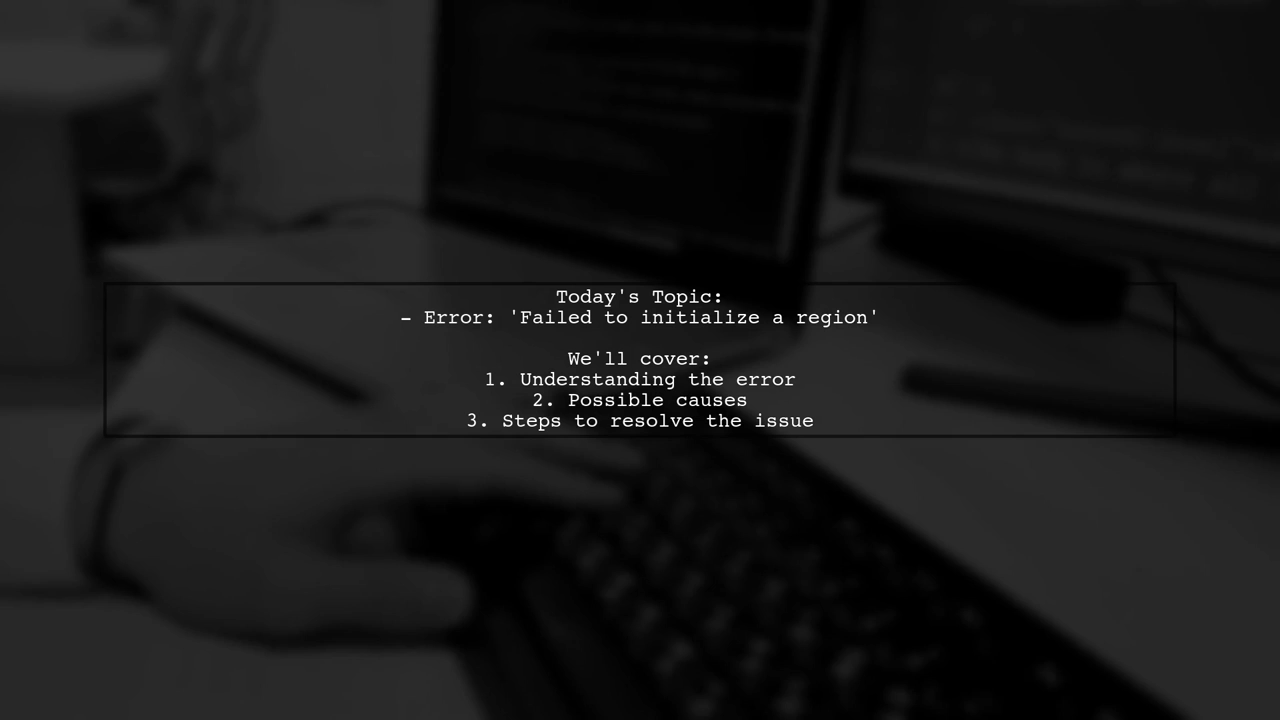 Today's Topic:
- Error: 'Failed to initialize a region'
We'll cover:
1. Understanding the error
2. Possible causes
3. Steps to resolve the issue